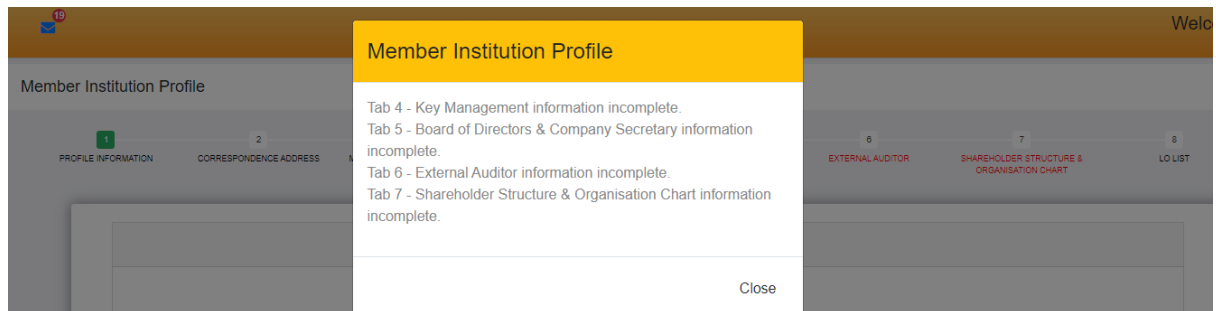 19
Welc
Member Institution Profile
Member Institution Profile
Tab 4 - Key Management information incomplete.
Tab 5 - Board of Directors & Company Secretary information
incomplete.
Tab 6 - External Auditor information incomplete.
Tab 7 - Shareholder Structure & Organisation Chart information
incomplete.
Close
1
PROFILE INFORMATION
2
CORRESPONDENCE ADDRESS
M
6
EXTERNAL AUDITOR
7
SHAREHOLDER STRUCTURE &
ORGANISATION CHART
8
LO LIST